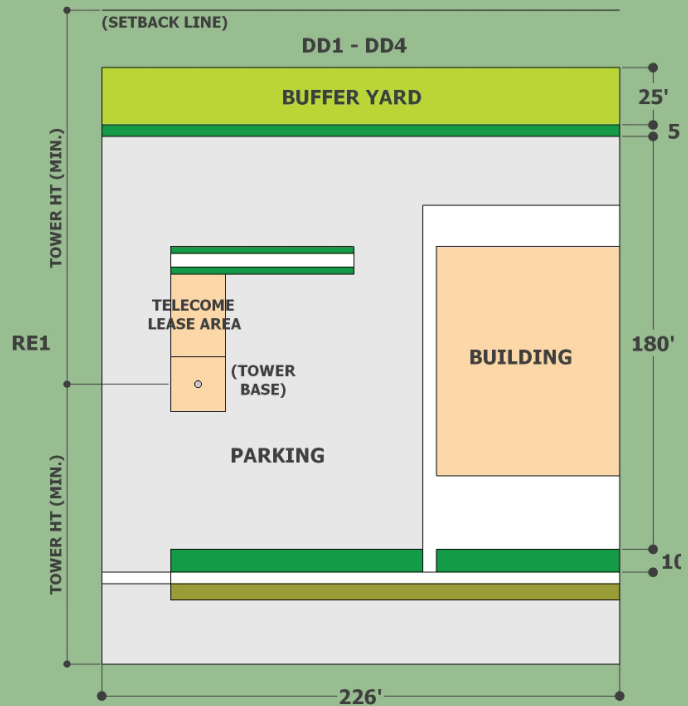 (SETBACK LINE)
DD1 - DD4
BUFFER YARD
25'
5
TOWER HT (MIN.)
TELECOME
LEASE AREA
RE1
(TOWER
BASE)
BUILDING
180'
PARKING
TOWER HT (MIN.)
10
226'